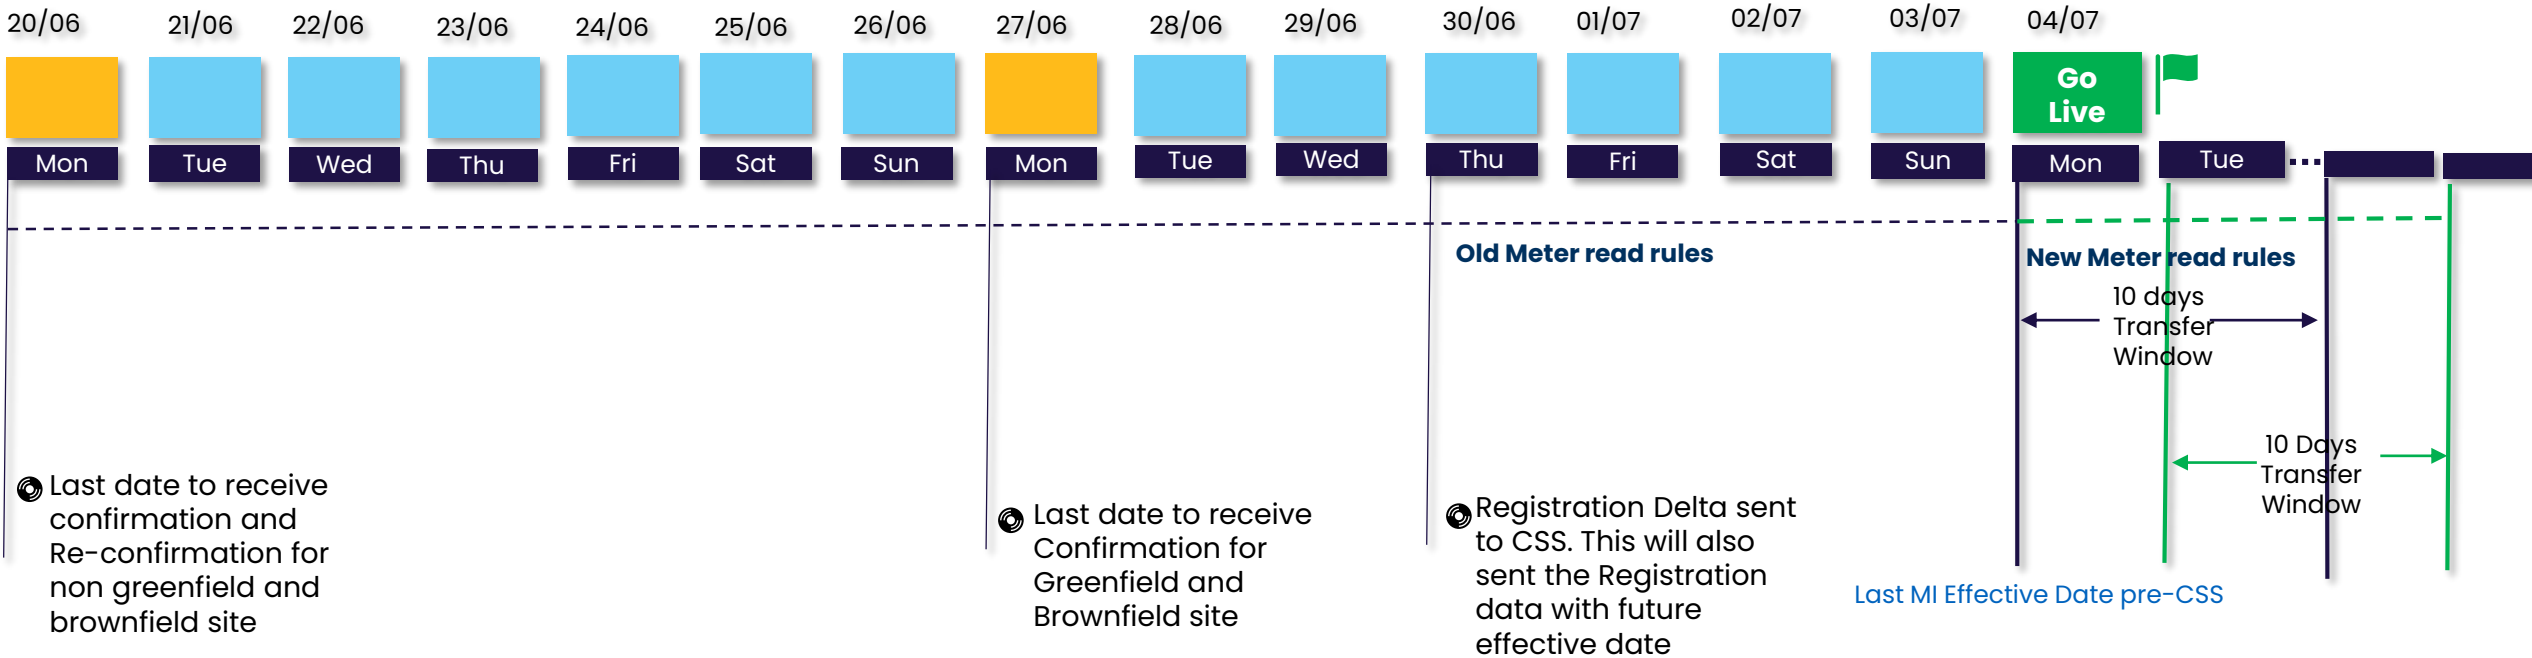 20/06 21/06 22/06 23/06 24/06 25/06 26/06 27/06 28/06 29/06 30/06 01/07 02/07 03/07 04/07
Go
Live
Mon Tue Wed Thu Fri Sat Sun Mon Tue Wed Thu Fri Sat Sun Mon Tue
Old Meter read rules
New Meter read rules
10 days
Transfer
Window
10 Days
Transfer
Window
Last date to receive
confirmation and
Re-confirmation for
non greenfield and
brownfield site
Last date to receive
Confirmation for
Greenfield and
Brownfield site
Registration Delta sent
to CSS. This will also
sent the Registration
data with future
effective date
Last MI Effective Date pre-CSS